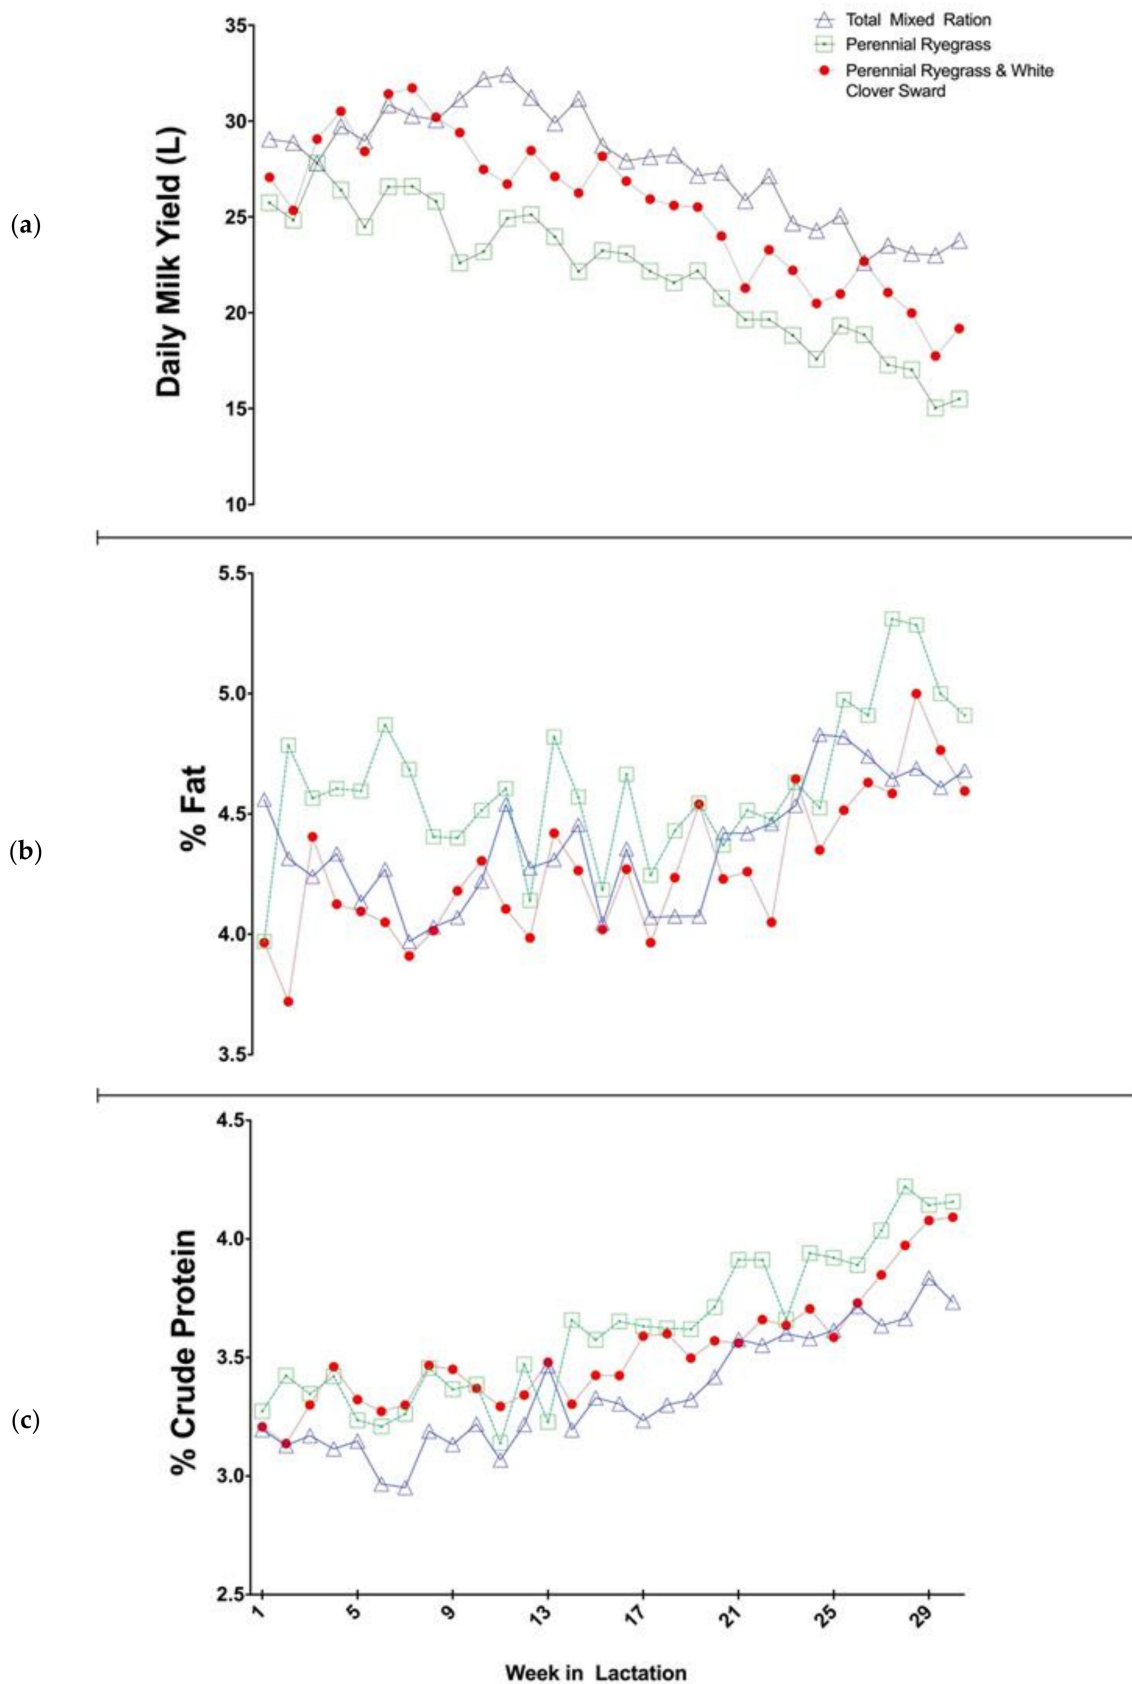 Total Mixed Ration
Perennial Ryegrass
Perennial Ryegrass & White
Clover Sward
(a)
Daily Milk Yield (L)
35
30
25
20
15
10
(b)
% Fat
5.5
5.0
4.5
4.0
3.5
(c)
% Crude Protein
4.5
4.0
3.5
3.0
2.5
1 5 9 13 17 21 25 29
Week in Lactation